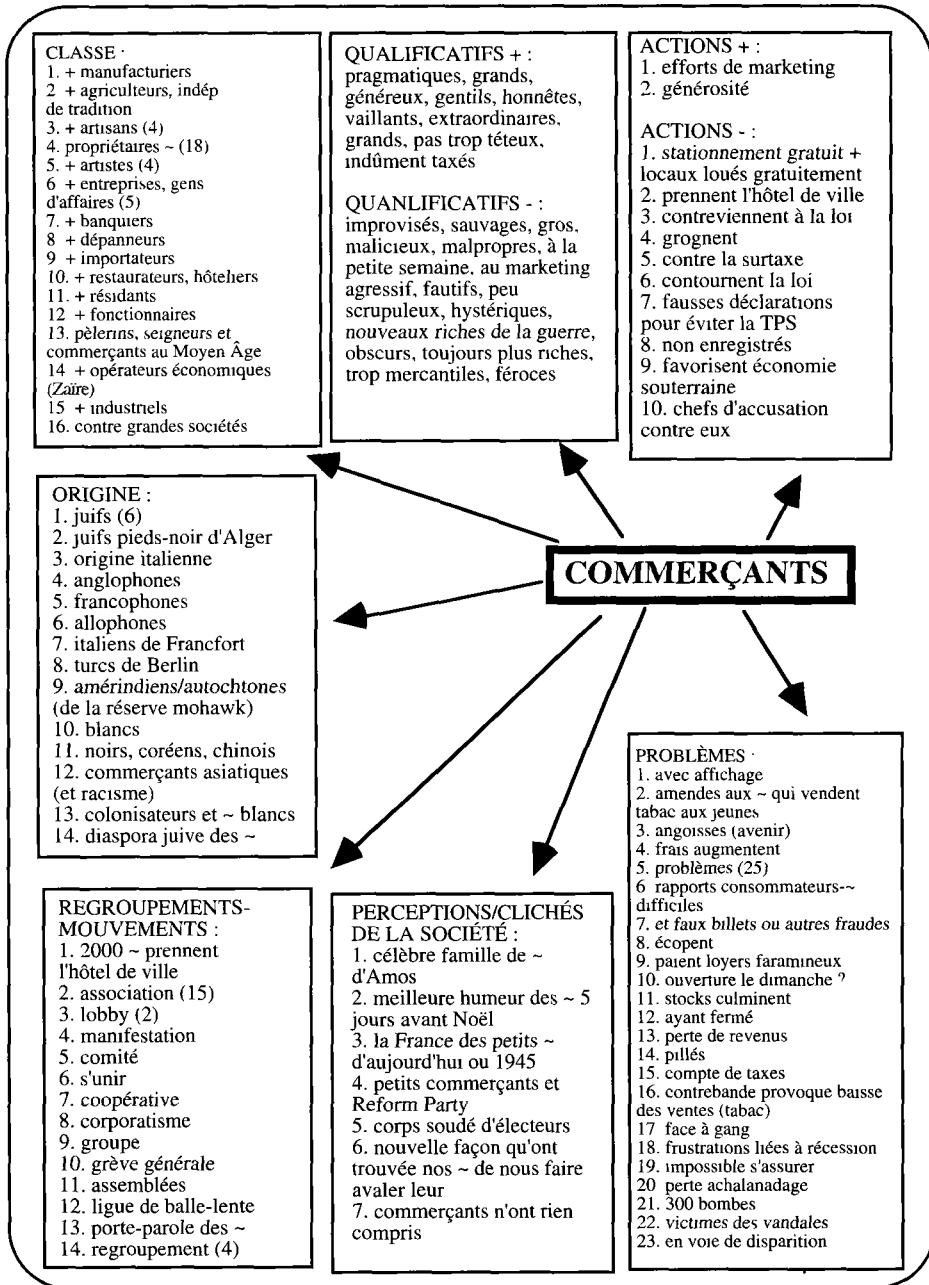 CLASSE ·
1. + manufacturiers
2 + agriculteurs, indép
de tradition
3. + artisans (4)
4. propriétaires ~ (18)
5. + artistes (4)
6 + entreprises, gens
d'affaires (5)
7. + banquiers
8 + dépanneurs
9 + importateurs
10. + restaurateurs, hôteliers
11. + résidants
12 + fonctionnaires
13. pèlerins, seigneurs et
commerçants au Moyen Âge
14 + opérateurs économiques
(Zaïre)
15 + industriels
16. contre grandes sociétés
QUALIFICATIFS + :
pragmatiques, grands,
généreux, gentils, honnêtes,
vaillants, extraordinaires,
grands, pas trop téteux,
indûment taxés
QUANLIFICATIFS - :
improvisés, sauvages, gros,
malicieux, malpropres, à la
petite semaine, au marketing
agressif, fautifs, peu
scrupuleux, hystériques,
nouveaux riches de la guerre,
obscurs, toujours plus riches,
trop mercantiles, féroces
ACTIONS + :
1. efforts de marketing
2. générosité
ACTIONS - :
1. stationnement gratuit +
locaux loués gratuitement
2. prennent l'hôtel de ville
3. contreviennent à la loi
4. grognent
5. contre la surtaxe
6. contournent la loi
7. fausses déclarations
pour éviter la TPS
8. non enregistrés
9. favorisent économie
souterraine
10. chefs d'accusation
contre eux
ORIGINE :
1. juifs (6)
2. juifs pieds-noir d'Alger
3. origine italienne
4. anglophones
5. francophones
6. allophones
7. italiens de Francfort
8. turcs de Berlin
9. amérindiens/autochtones
(de la réserve mohawk)
10. blancs
11. noirs, coréens, chinois
12. commerçants asiatiques
(et racisme)
13. colonisateurs et ~ blancs
14. diaspora juive des ~
COMMERÇANTS
REGROUPEMENTS-
MOUVEMENTS :
1. 2000 ~ prennent
l'hôtel de ville
2. association (15)
3. lobby (2)
4. manifestation
5. comité
6. s'unir
7. coopérative
8. corporatisme
9. groupe
10. grève générale
11. assemblées
12. ligue de balle-lente
13. porte-parole des ~
14. regroupement (4)
PERCEPTIONS/CLICHÉS
DE LA SOCIÉTÉ :
1. célèbre famille de ~
d'Amos
2. meilleure humeur des ~ 5
jours avant Noël
3. la France des petits ~
d'aujourd'hui ou 1945
4. petits commerçants et
Reform Party
5. corps soudé d'électeurs
6. nouvelle façon qu'ont
trouvée nos ~ de nous faire
avaler leur
7. commerçants n'ont rien
compris
PROBLÈMES ·
1. avec affichage
2. amendes aux ~ qui vendent
tabac aux jeunes
3. angoisses (avenir)
4. frais augmentent
5. problèmes (25)
6 rapports consommateurs-~
difficiles
7. et faux billets ou autres fraudes
8. écopent
9. paient loyers faramineux
10. ouverture le dimanche ?
11. stocks culminent
12. ayant fermé
13. perte de revenus
14. pillés
15. compte de taxes
16. contrebande provoque baisse
des ventes (tabac)
17 face à gang
18. frustrations liées à récession
19. impossible s'assurer
20 perte achalanadage
21. 300 bombes
22. victimes des vandales
23. en voie de disparition